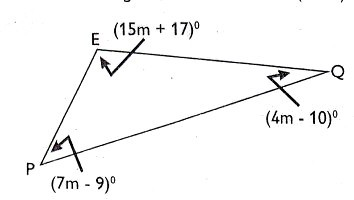 (15m + 17)⁰
E
Q
(4m - 10)⁰
P
(7m - 9)⁰